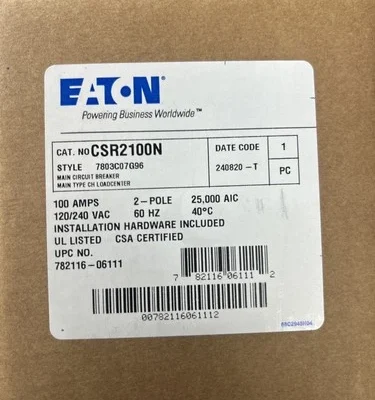 EATON
Powering Business Worldwide™
CAT. NO CSR2100N
DATE CODE
1
STYLE 7803C07G96
240820-T
PC
MAIN CIRCUIT BREAKER
MAIN TYPE CH LOADCENTER
100 AMPS 2-POLE 25,000 AIC
120/240 VAC 60 HZ 40°C
INSTALLATION HARDWARE INCLUDED
UL LISTED CSA CERTIFIED
UPC NO.
782116-06111
7 82116 06111 2
00782116061112